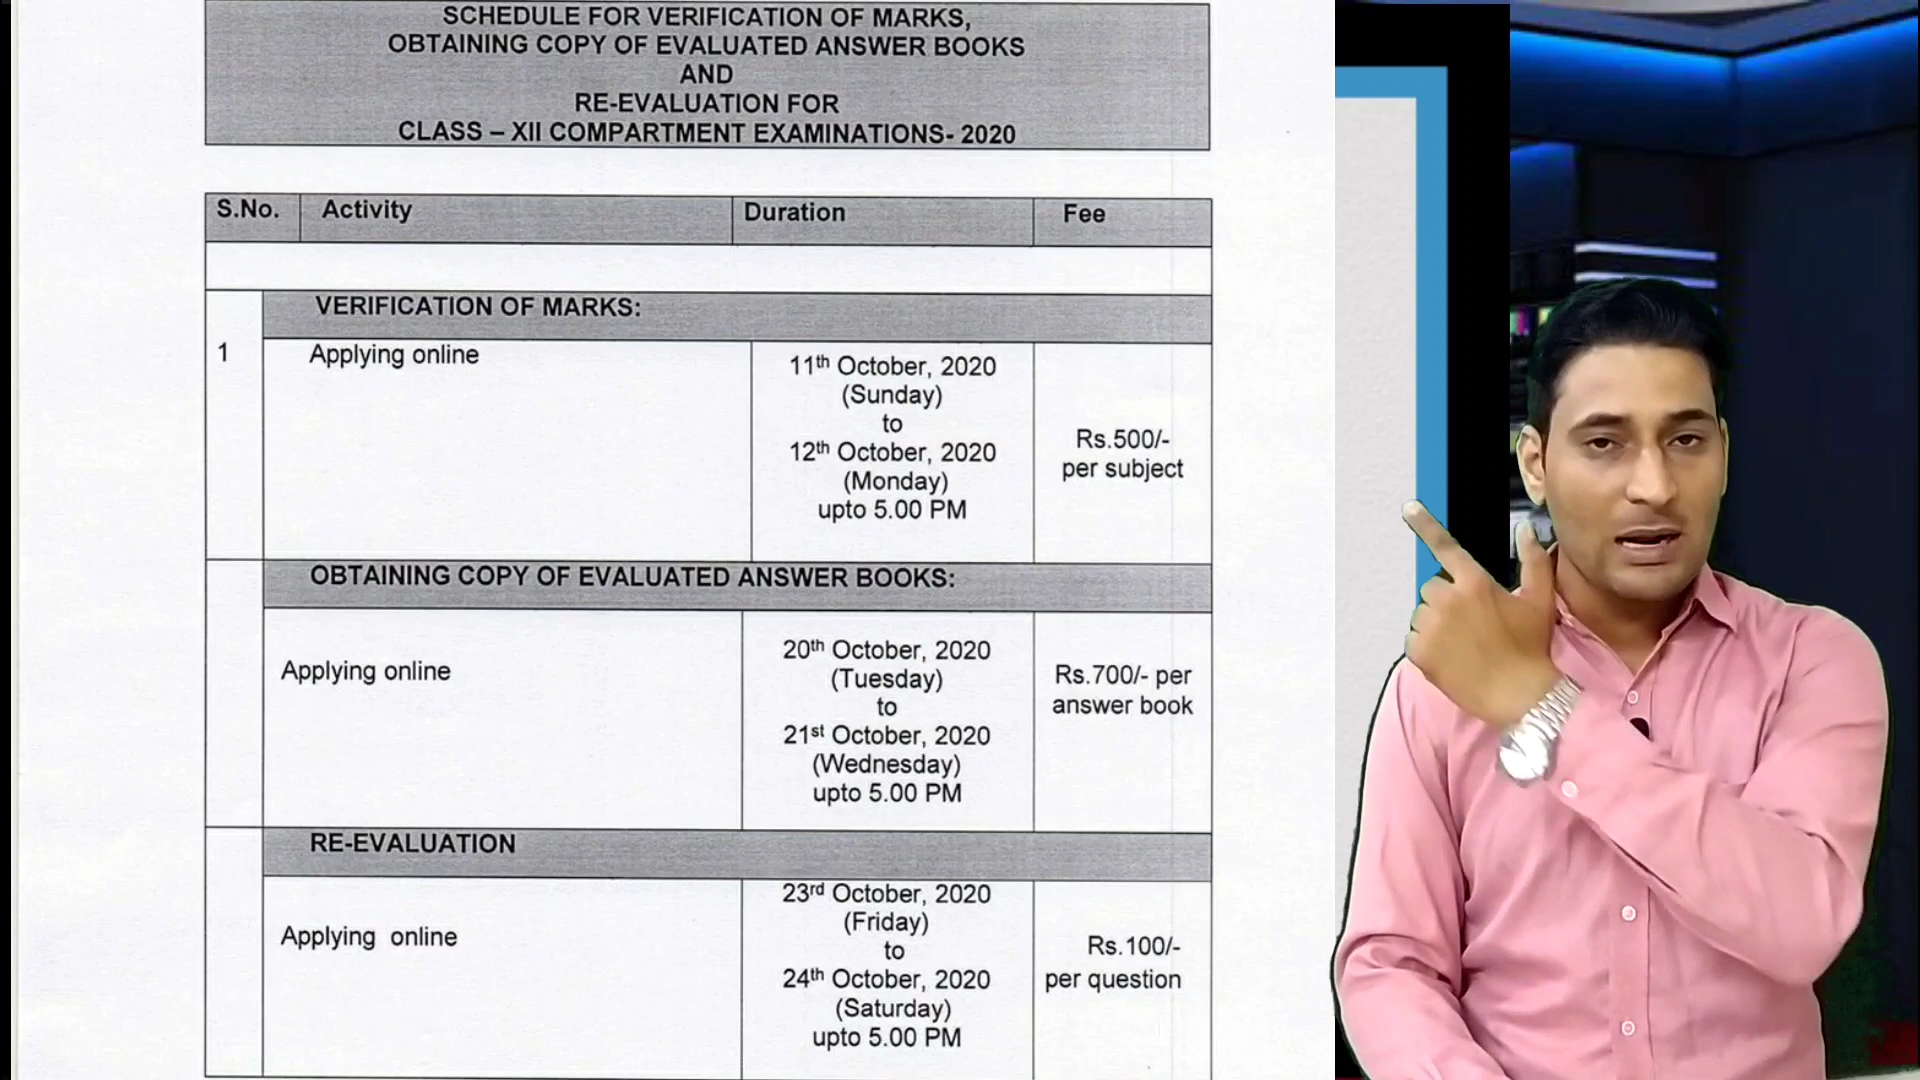 SCHEDULE FOR VERIFICATION OF MARKS,
OBTAINING COPY OF EVALUATED ANSWER BOOKS
AND
RE-EVALUATION FOR
CLASS – XII COMPARTMENT EXAMINATIONS- 2020
S.No. Activity Duration Fee
VERIFICATION OF MARKS:
1 Applying online
11th October, 2020
(Sunday)
to
12th October, 2020
(Monday)
upto 5.00 PM
Rs.500/-
per subject
OBTAINING COPY OF EVALUATED ANSWER BOOKS:
Applying online
20th October, 2020
(Tuesday)
to
21st October, 2020
(Wednesday)
upto 5.00 PM
Rs.700/- per
answer book
RE-EVALUATION
Applying online
23rd October, 2020
(Friday)
to
24th October, 2020
(Saturday)
upto 5.00 PM
Rs.100/-
per question